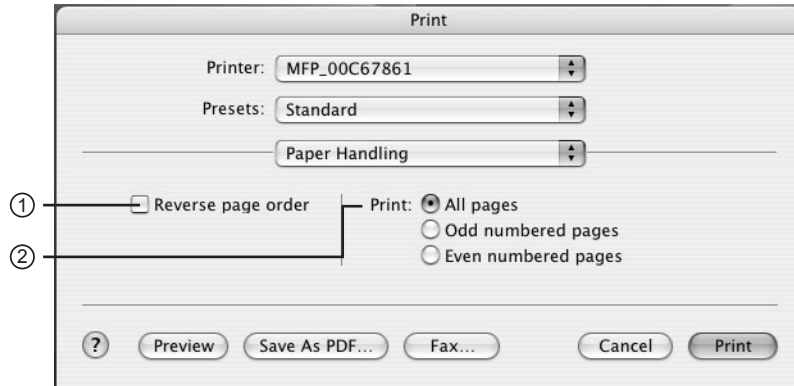 Print
Printer: MFP_00C67861
Presets: Standard
Paper Handling
1 Reverse page order Print: All pages
Odd numbered pages
2 Even numbered pages
? Preview Save As PDF... Fax... Cancel Print